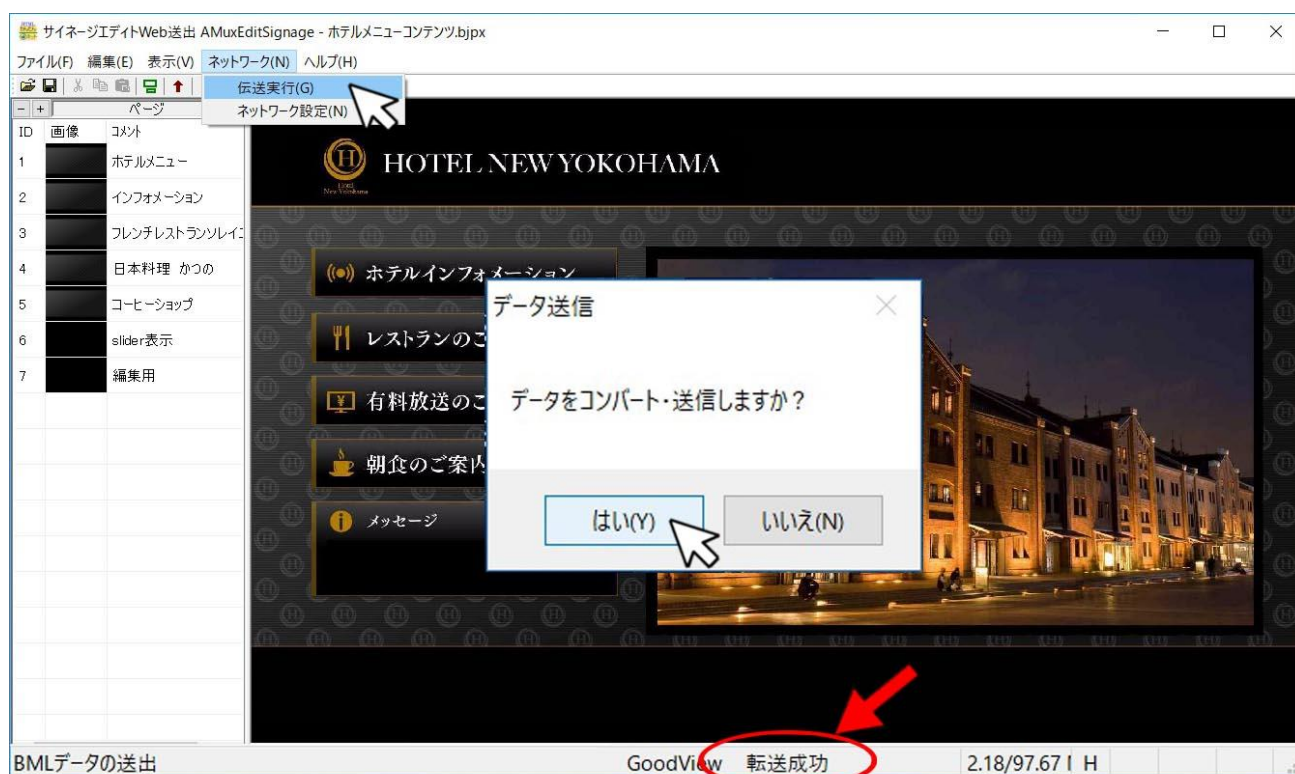 サイネージエディトWeb送出 AMuxEditSignage - ホテルメニューコンテンツ.bjpx
ファイル(F) 編集(E) 表示(V) ネットワーク(N) ヘルプ(H)
伝送実行(G)
ネットワーク設定(N)
- + ページ
ID 画像 コメント
1 ホテルメニュー
2 インフォメーション
3 フレンチレストランソレイユ
4 日本料理 かつの
5 コーヒーショップ
6 slider表示
7 編集用
H
Hotel
New Yokohama
HOTEL NEW YOKOHAMA
ホテルインフォメーション
レストランのご
有料放送のご
朝食のご案内
メッセージ
データ送信
データをコンバート・送信しますか?
はい(Y) いいえ(N)
BMLデータの送出 GoodView 転送成功 2.18/97.67 H